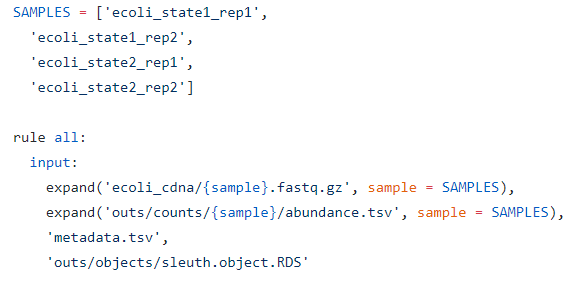 SAMPLES = ['ecoli_state1_rep1',
  'ecoli_state1_rep2',
  'ecoli_state2_rep1',
  'ecoli_state2_rep2']

rule all:
  input:
    expand('ecoli_cdna/{sample}.fastq.gz', sample = SAMPLES),
    expand('outs/counts/{sample}/abundance.tsv', sample = SAMPLES),
    'metadata.tsv',
    'outs/objects/sleuth.object.RDS'